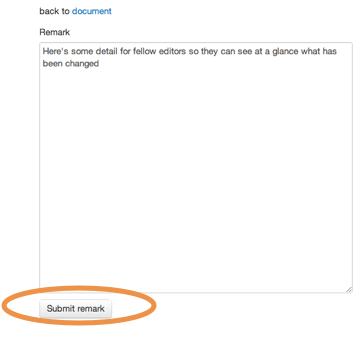 back to document
Remark
Here's some detail for fellow editors so they can see at a glance what has
been changed
Submit remark